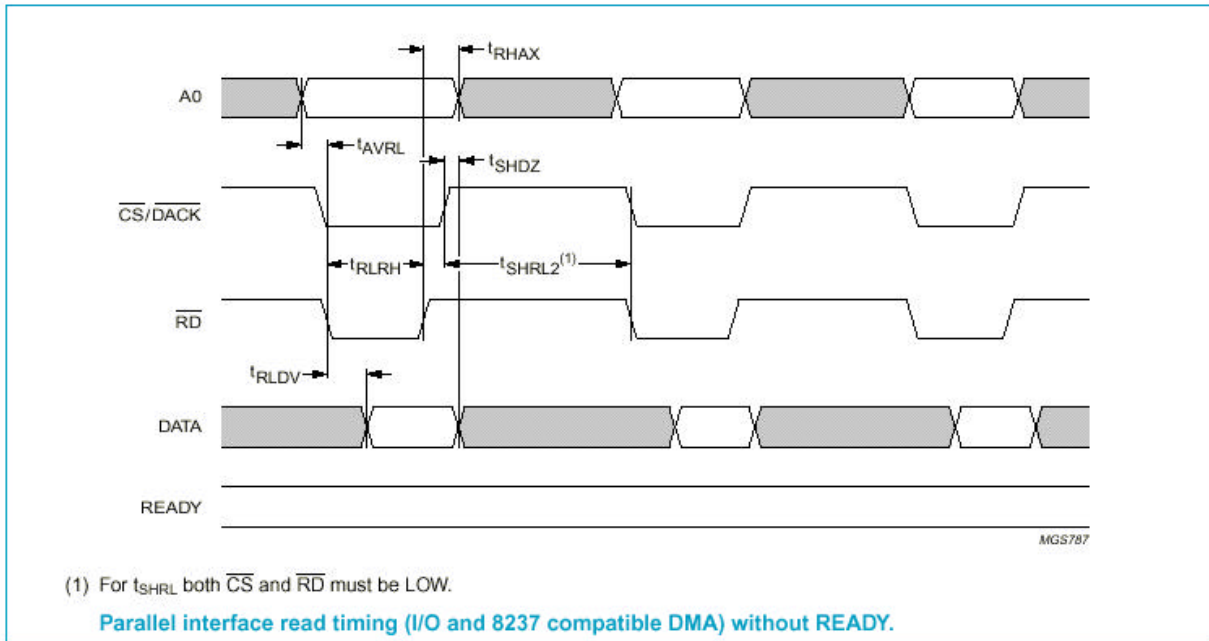 tRHAX
A0
tAVRL
tSHDZ
CS/DACK
tRLRH
tSHRL2(1)
RD
tRLDV
DATA
READY
MGS787
(1) For tSHRL both CS and RD must be LOW.
Parallel interface read timing (I/O and 8237 compatible DMA) without READY.